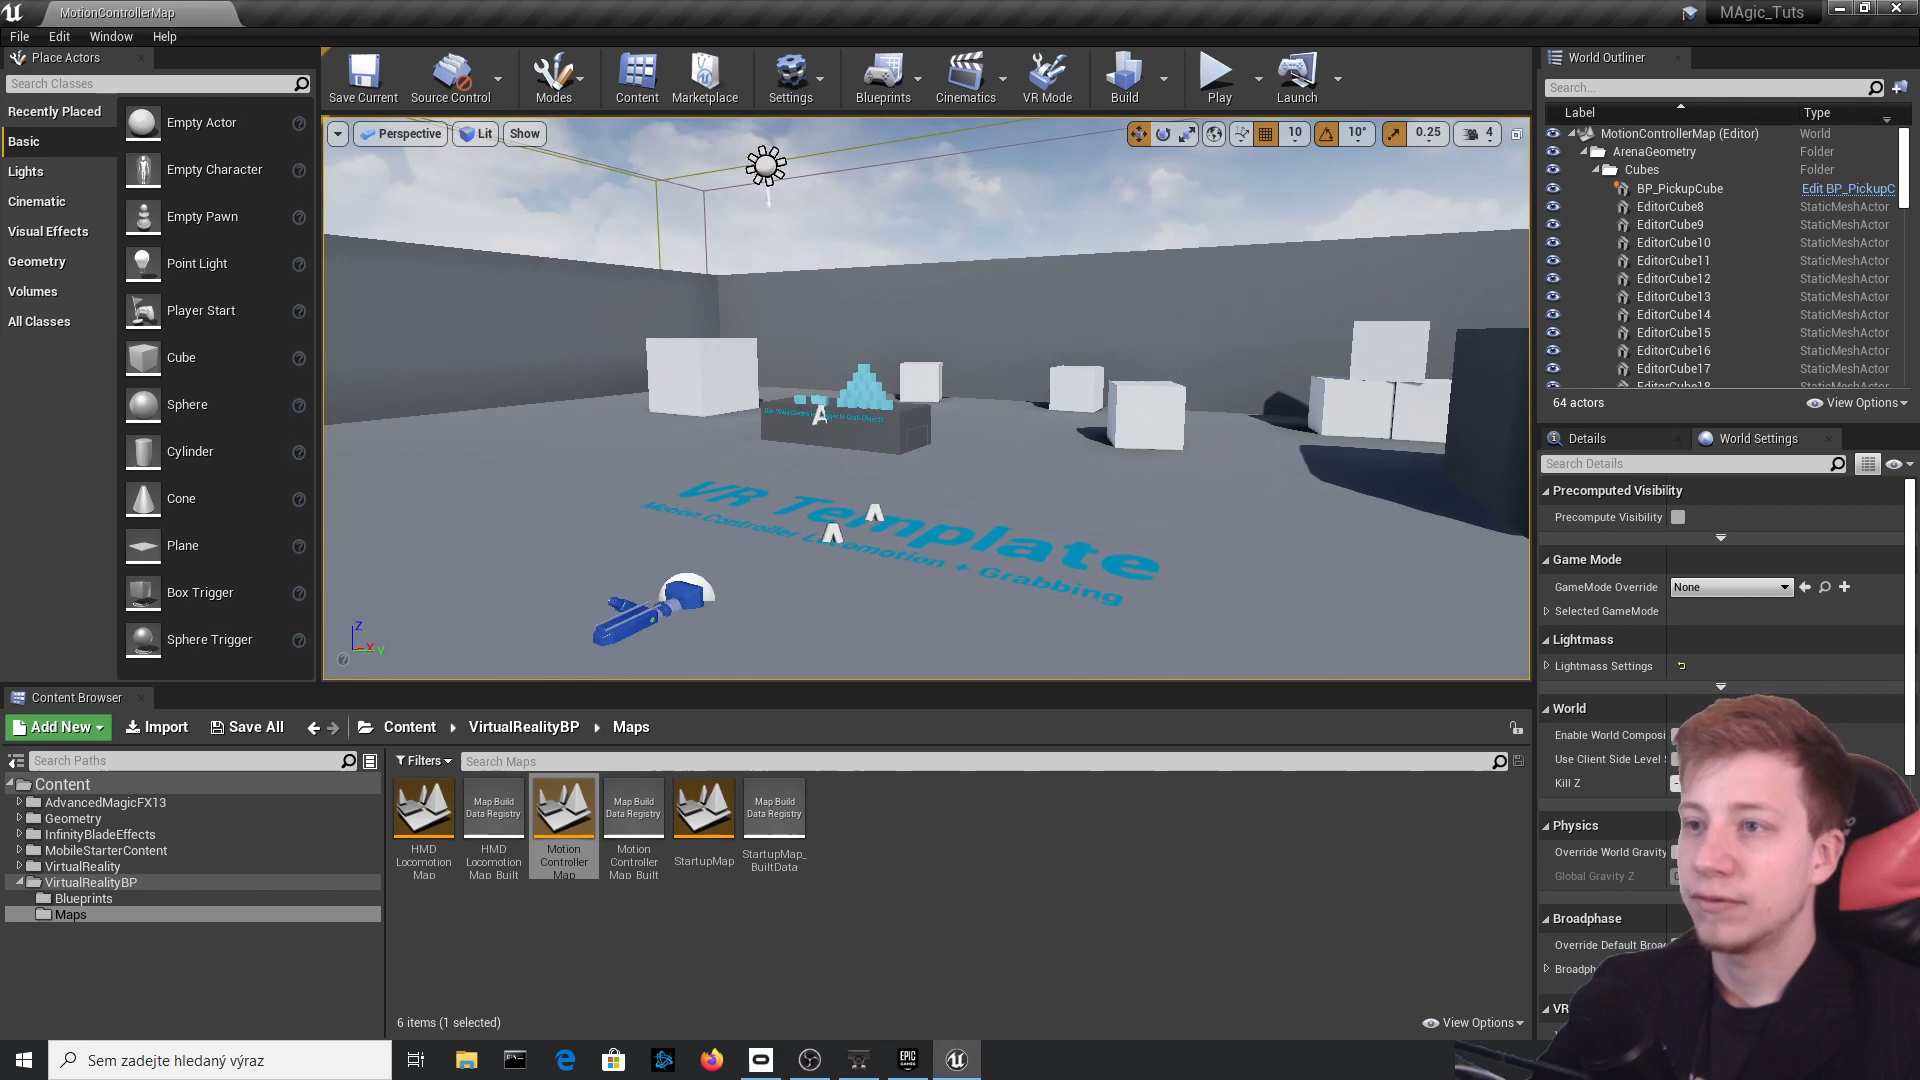 MotionControllerMap
MAgic_Tuts
File Edit Window Help
Place Actors
Search Classes
Recently Placed
Basic
Lights
Cinematic
Visual Effects
Geometry
Volumes
All Classes
Empty Actor
Empty Character
Empty Pawn
Point Light
Player Start
Cube
Sphere
Cylinder
Cone
Plane
Box Trigger
Sphere Trigger
Save Current
Source Control
Modes
Content
Marketplace
Settings
Blueprints
Cinematics
VR Mode
Build
Play
Launch
Perspective
Lit
Show
10
10°
0.25
4
VR Template
Motion Controller Locomotion + Grabbing
Z
X
Y
World Outliner
Search...
Label Type
MotionControllerMap (Editor) World
ArenaGeometry Folder
Cubes Folder
BP_PickupCube Edit BP_PickupC
EditorCube8 StaticMeshActor
EditorCube9 StaticMeshActor
EditorCube10 StaticMeshActor
EditorCube11 StaticMeshActor
EditorCube12 StaticMeshActor
EditorCube13 StaticMeshActor
EditorCube14 StaticMeshActor
EditorCube15 StaticMeshActor
EditorCube16 StaticMeshActor
EditorCube17 StaticMeshActor
EditorCube18 StaticMeshActor
64 actors
View Options
Details
World Settings
Search Details
Precomputed Visibility
Precompute Visibility
Game Mode
GameMode Override None
Selected GameMode
Lightmass
Lightmass Settings
World
Enable World Composi
Use Client Side Level
Kill Z
Physics
Override World Gravity
Global Gravity Z
Broadphase
Override Default Broa
Broadph
VR
Content Browser
Add New Import Save All Content VirtualRealityBP Maps
Search Paths
Filters
Search Maps
Content
AdvancedMagicFX13
Geometry
InfinityBladeEffects
MobileStarterContent
VirtualReality
VirtualRealityBP
Blueprints
Maps
Map Build
Data Registry
Map Build
Data Registry
Map Build
Data Registry
HMD
Locomotion
Map
HMD
Locomotion
Map_Built
Motion
Controller
Map
Motion
Controller
Map_Built
StartupMap
StartupMap_
BuiltData
6 items (1 selected)
View Options
Sem zadejte hledaný výraz
EPIC
GAMES